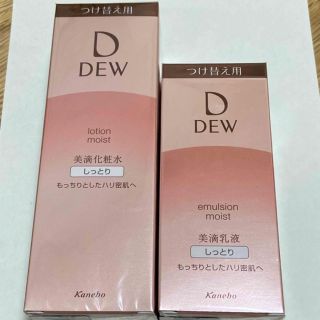 つけ替え用
D
DEW
lotion
moist
美滴化粧水
しっとり
もっちりとしたハリ密肌へ
Kanebo
つけ替え用
D
DEW
emulsion
moist
美滴乳液
しっとり
もっちりとしたハリ密肌へ
Kanebo